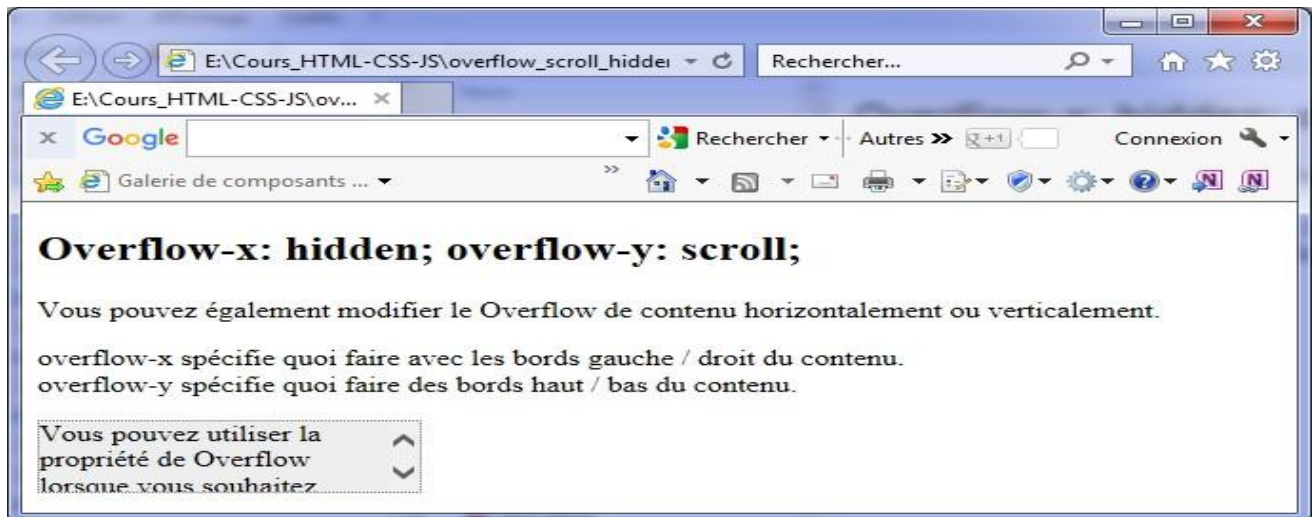 E:\Cours_HTML-CSS-JS\overflow_scroll_hidde
Rechercher...
E:\Cours_HTML-CSS-JS\ov...
x Google
Rechercher
Autres
+1
Connexion
Galerie de composants ...
Overflow-x: hidden; overflow-y: scroll;
Vous pouvez également modifier le Overflow de contenu horizontalement ou verticalement.
overflow-x spécifie quoi faire avec les bords gauche / droit du contenu.
overflow-y spécifie quoi faire des bords haut / bas du contenu.
Vous pouvez utiliser la
propriété de Overflow
lorsque vous souhaitez